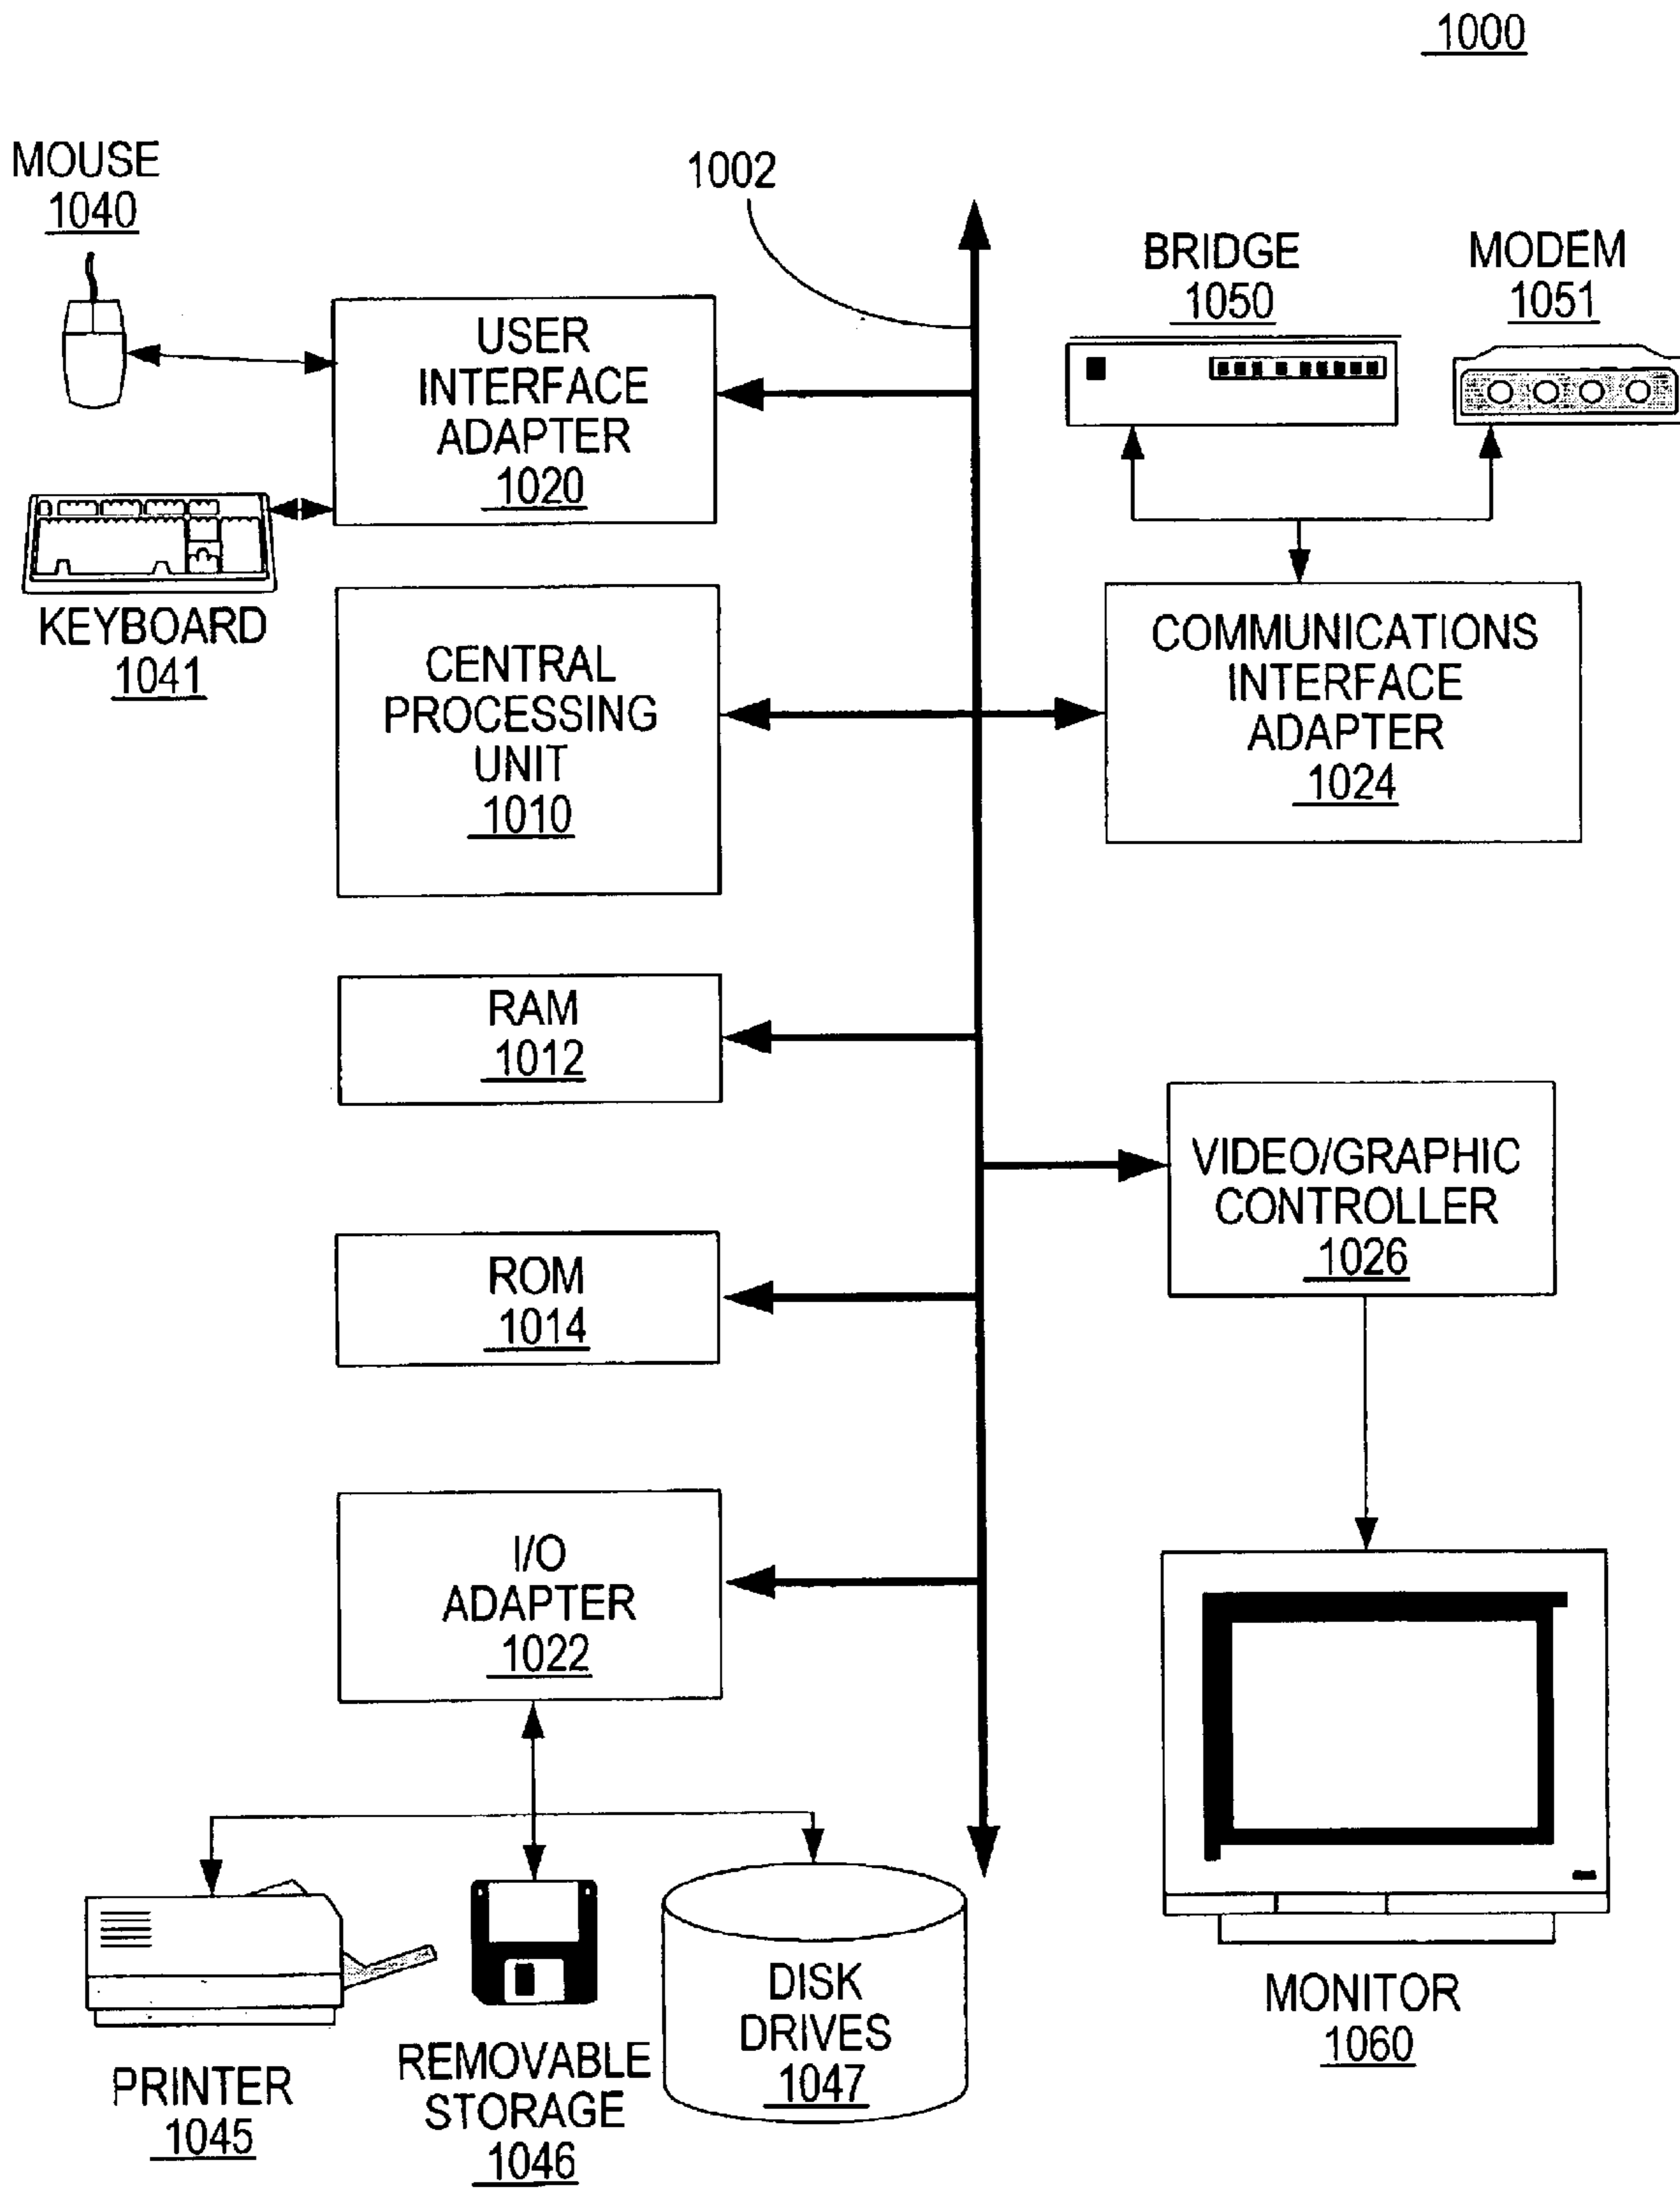 1000
MOUSE
1040
1002
BRIDGE
1050
MODEM
1051
USER
INTERFACE
ADAPTER
1020
KEYBOARD
1041
CENTRAL
PROCESSING
UNIT
1010
COMMUNICATIONS
INTERFACE
ADAPTER
1024
RAM
1012
VIDEO/GRAPHIC
CONTROLLER
1026
ROM
1014
I/O
ADAPTER
1022
PRINTER
1045
REMOVABLE
STORAGE
1046
DISK
DRIVES
1047
MONITOR
1060